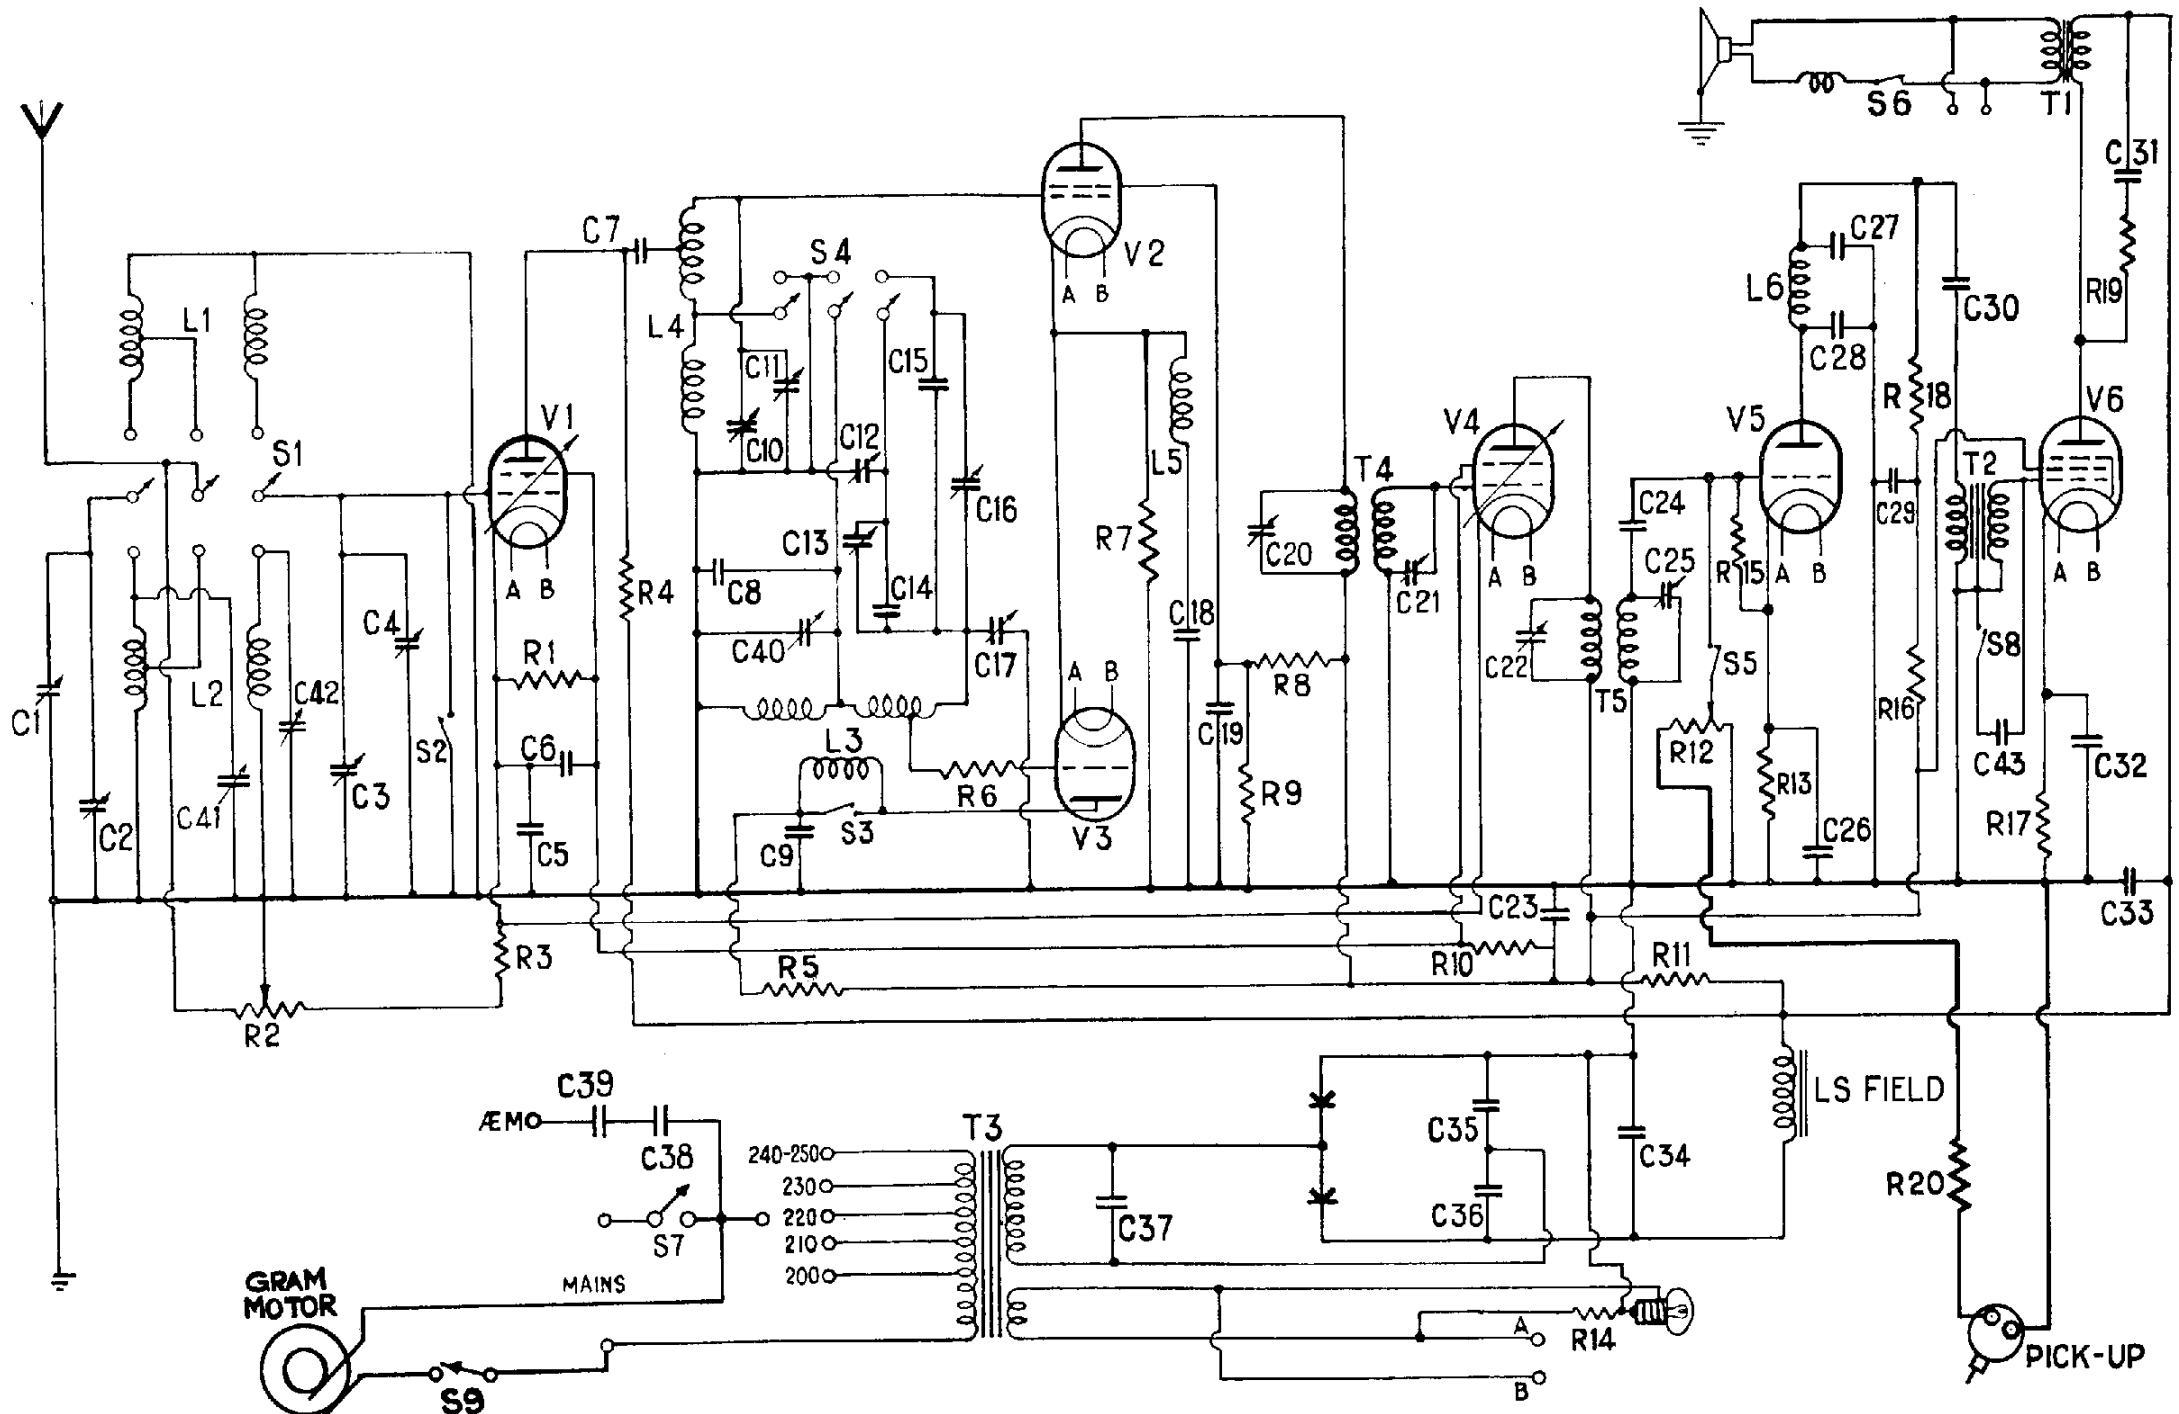 S6
T1
C31
R19
C7
S4
V2
A B
C27
L6
C28
C30
L1
L4
C11
C15
R18
V6
V1
S1
C10
C12
L5
V4
V5
T4
T2
C16
C24
C29
R7
C20
C13
C25
A B
R4
C8
C14
C21
A B
R15
A B
A B
C4
C18
C22
R1
C40
C17
A B
R8
S5
S8
L2
C42
T5
R16
C1
S2
C6
L3
C19
R12
C43
C32
C3
R6
R9
R13
C41
C2
C5
C9
S3
V3
C26
R17
C23
C33
R3
R5
R10
R11
R2
C39
ÆM
C38
T3
240-250
230
220
210
200
S7
C37
C35
C36
C34
LS FIELD
R20
GRAM
MOTOR
MAINS
A
R14
B
S9
PICK-UP